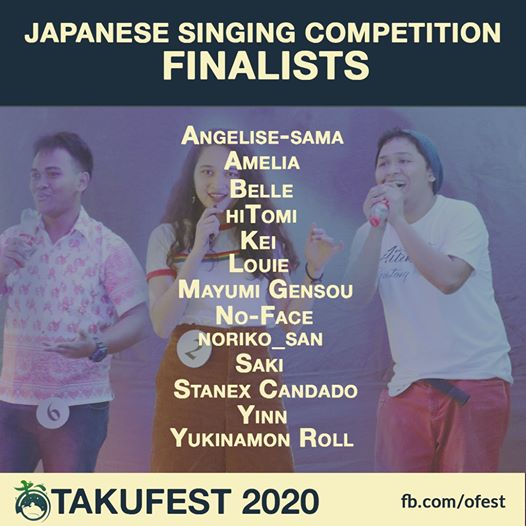 JAPANESE SINGING COMPETITION
FINALISTS
ANGELISE-SAMA
AMELIA
BELLE
HITOMI
KEI
LOUIE
MAYUMI GENSOU
NO-FACE
NORIKO_SAN
SAKI
STANEX CANDADO
YINN
YUKINAMON ROLL
2
6
OTAKUFEST 2020
fb.com/ofest